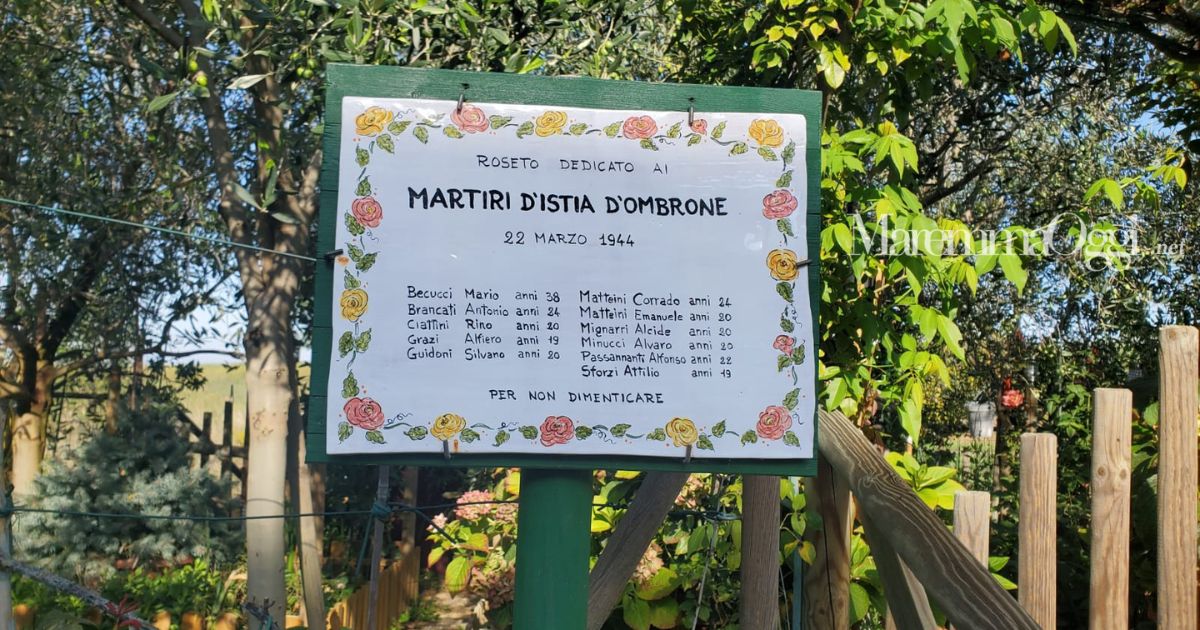 ROSETO DEDICATO AI
MARTIRI D'ISTIA D'OMBRONE
22 MARZO 1944
Becucci Mario anni 38
Brancati Antonio anni 24
Ciattini Rino anni 20
Grazi Alfiero anni 19
Guidoni Silvano anni 20
Matteini Corrado anni 24
Matteini Emanuele anni 20
Mignarri Alcide anni 20
Minucci Alvaro anni 20
Passannanti Alfonso anni 22
Sforzi Attilio anni 19
PER NON DIMENTICARE
MaremmaOggi.net